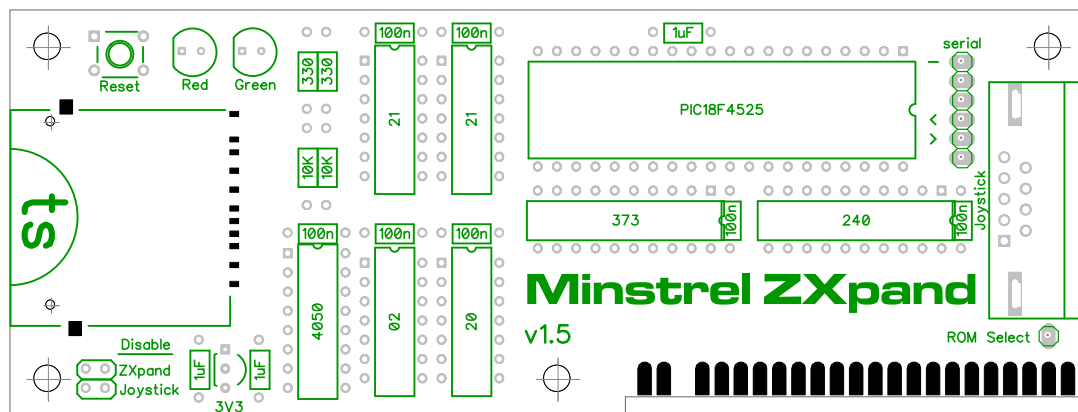 100n
100n
1uF
serial
Reset
Red
Green
330
330
21
21
PIC18F4525
<
>
10K
10K
ts
100n
100n
100n
373
100n
240
100n
Joystick
4050
02
20
Minstrel ZXpand
v1.5
ROM Select
Disable
ZXpand
Joystick
1uF
1uF
3V3